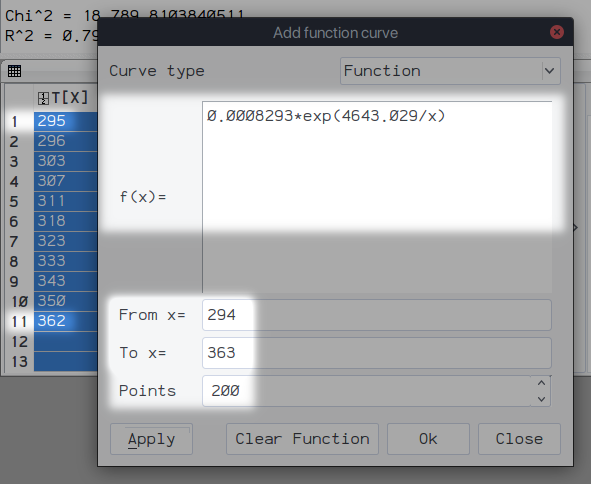 Chi^2 = 18,789.8103840511
R^2 = 0.79
Add function curve
Curve type
Function
T[X]
1 295
2 296
3 303
4 307
5 311
6 318
7 323
8 333
9 343
10 350
11 362
12
13
f(x)=
0.0008293*exp(4643.029/x)
From x= 294
To x= 363
Points 200
Apply
Clear Function
Ok
Close